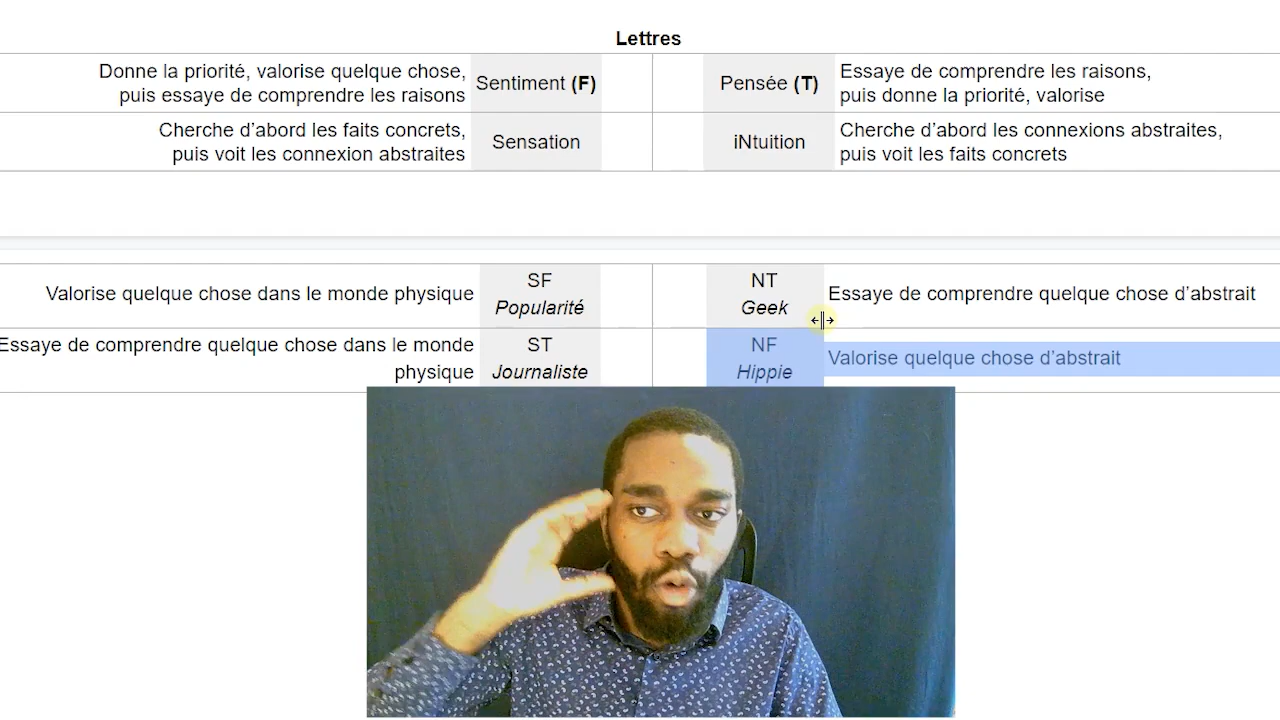 Lettres
Donne la priorité, valorise quelque chose,
puis essaye de comprendre les raisons
Sentiment (F)
Pensée (T)
Essaye de comprendre les raisons,
puis donne la priorité, valorise
Cherche d’abord les faits concrets,
puis voit les connexion abstraites
Sensation
iNtuition
Cherche d’abord les connexions abstraites,
puis voit les faits concrets
Valorise quelque chose dans le monde physique
SF
Popularité
NT
Geek
Essaye de comprendre quelque chose d’abstrait
Essaye de comprendre quelque chose dans le monde
physique
ST
Journaliste
NF
Hippie
Valorise quelque chose d’abstrait